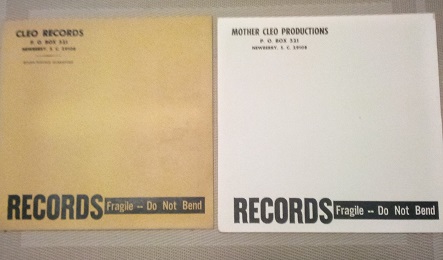 CLEO RECORDS
P. O. BOX 521
NEWBERRY, S. C. 29108
RECORDS Fragile -- Do Not Bend
MOTHER CLEO PRODUCTIONS
P. O. BOX 521
NEWBERRY, S. C. 29108
RECORDS Fragile -- Do Not Bend